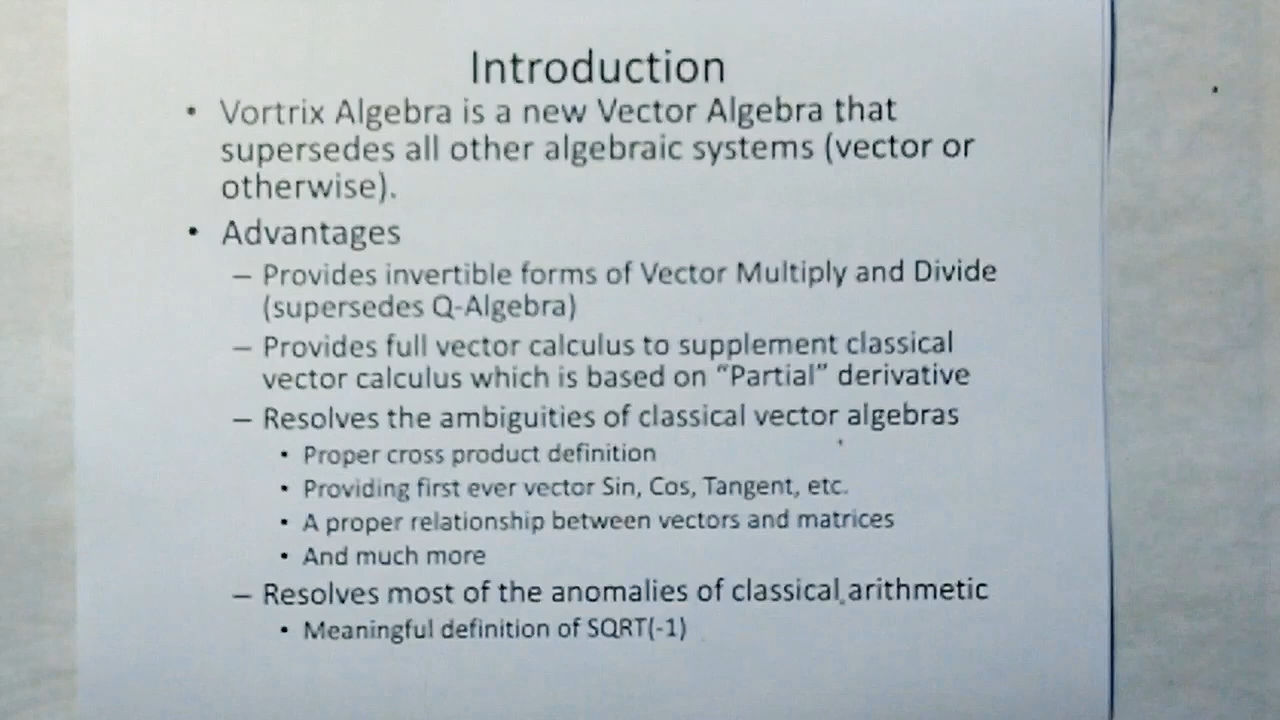 Introduction
• Vortrix Algebra is a new Vector Algebra that
supersedes all other algebraic systems (vector or
otherwise).
• Advantages
– Provides invertible forms of Vector Multiply and Divide
(supersedes Q-Algebra)
– Provides full vector calculus to supplement classical
vector calculus which is based on “Partial” derivative
– Resolves the ambiguities of classical vector algebras
• Proper cross product definition
• Providing first ever vector Sin, Cos, Tangent, etc.
• A proper relationship between vectors and matrices
• And much more
– Resolves most of the anomalies of classical arithmetic
• Meaningful definition of SQRT(-1)